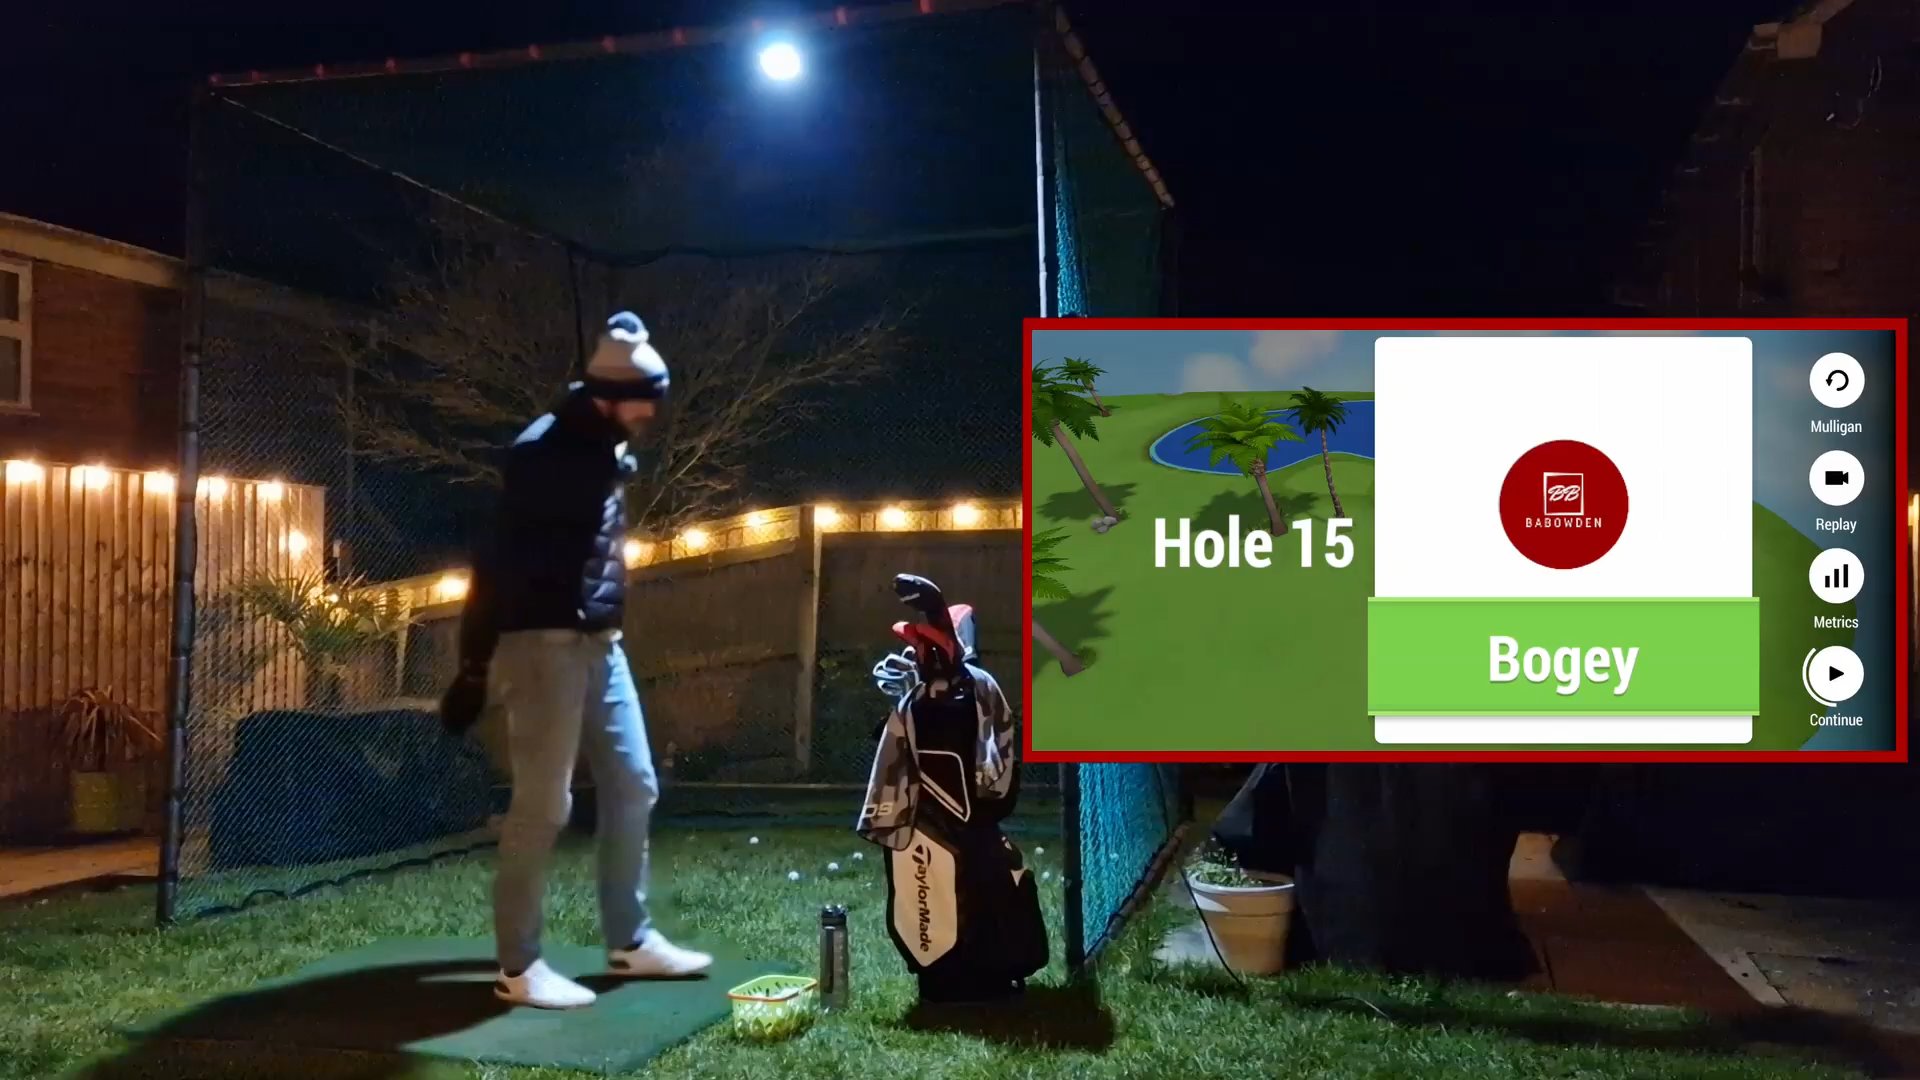 Hole 15
BB
BABOWDEN
Bogey
Mulligan
Replay
Metrics
Continue
TaylorMade